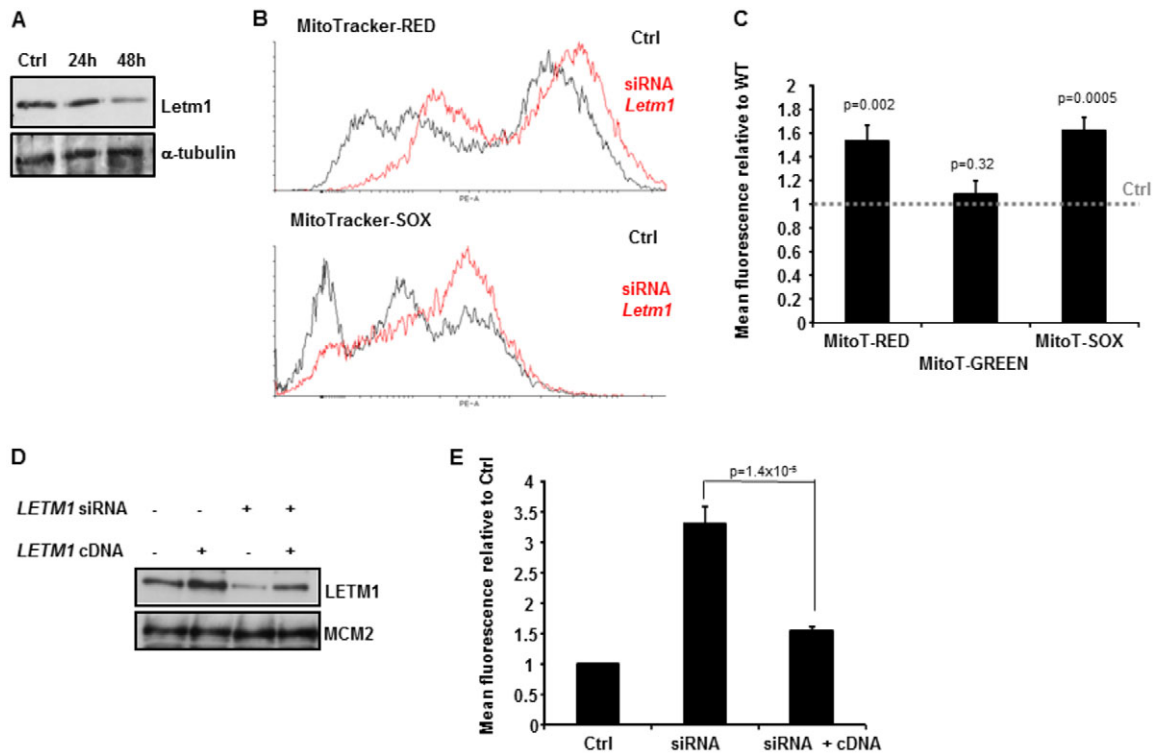 A
Ctrl 24h 48h
Letm1
α-tubulin
B
MitoTracker-RED
Ctrl
siRNA
Letm1
PE-A
MitoTracker-SOX
Ctrl
siRNA
Letm1
PE-A
C
Mean fluorescence relative to WT
2
1.8
1.6
1.4
1.2
1
0.8
0.6
0.4
0.2
0
p=0.002
p=0.32
p=0.0005
Ctrl
MitoT-RED
MitoT-GREEN
MitoT-SOX
D
LETM1 siRNA - - + +
LETM1 cDNA - + - +
LETM1
MCM2
E
Mean fluorescence relative to Ctrl
4
3.5
3
2.5
2
1.5
1
0.5
0
p=1.4x10⁻⁵
Ctrl siRNA siRNA + cDNA